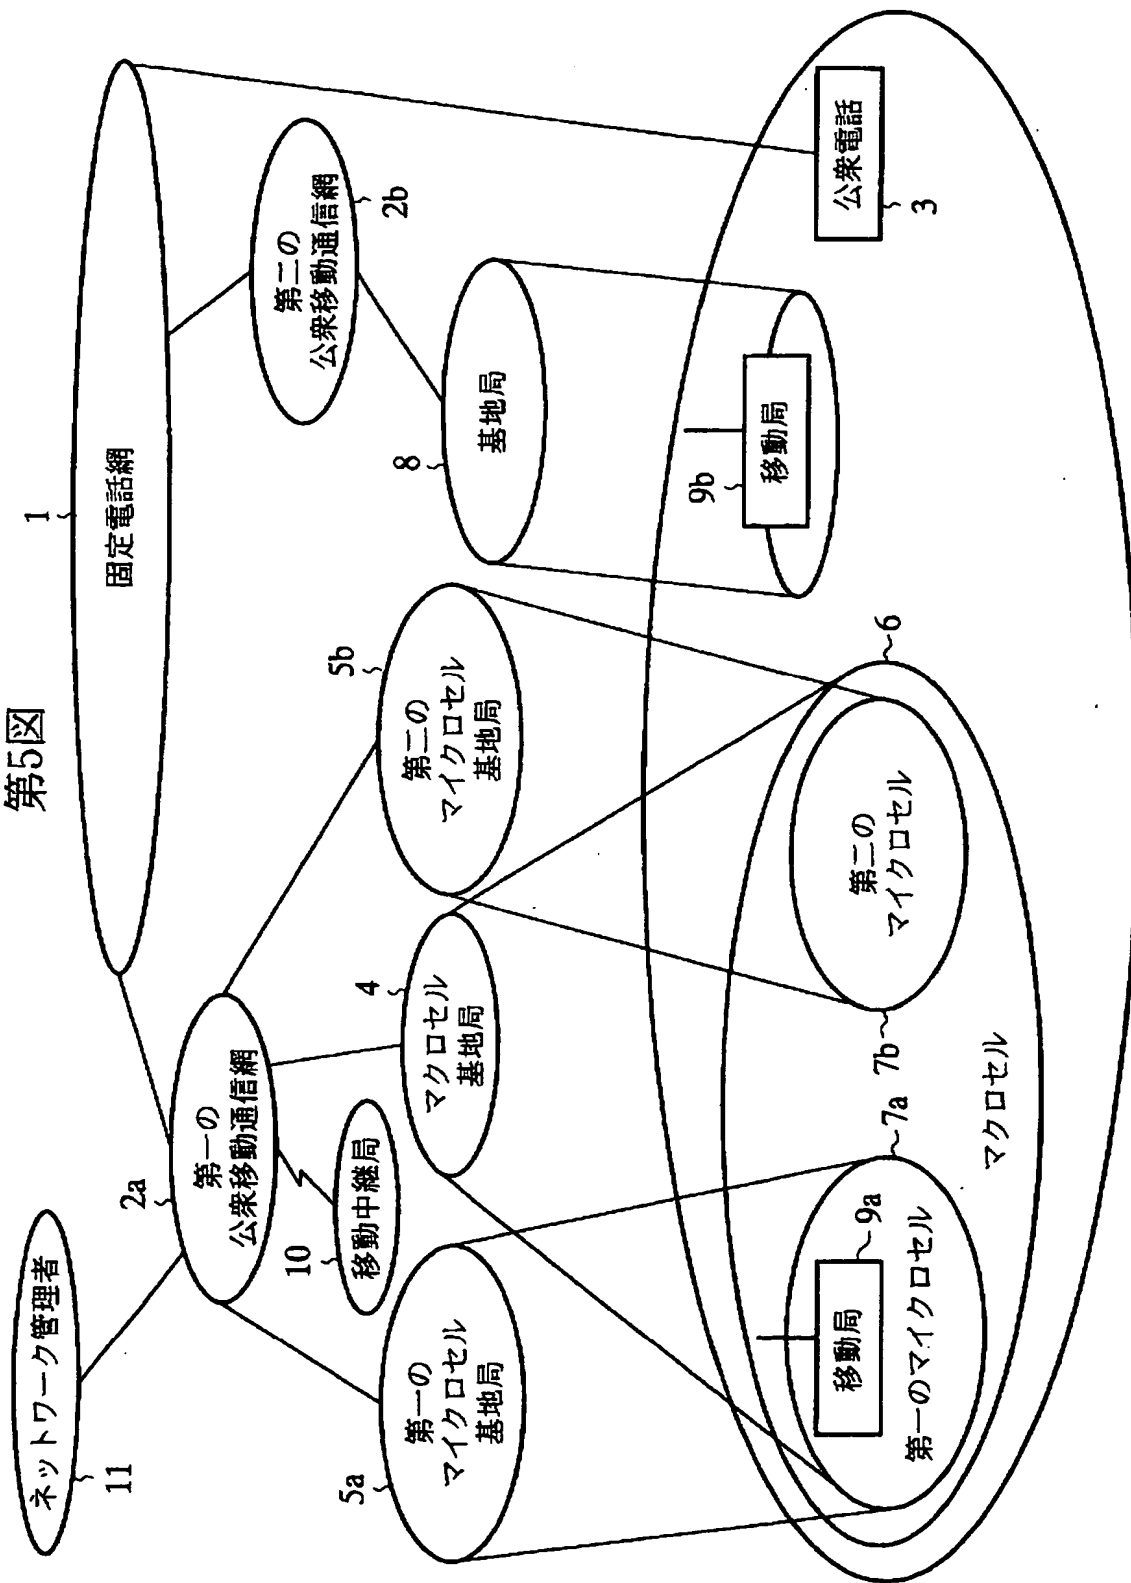 第5図
1
固定電話網
ネットワーク管理者
11
2a
第一の
公衆移動通信網
第二の
公衆移動通信網
2b
10
移動中継局
4
マクロセル
基地局
5a
第一の
マイクロセル
基地局
5b
第二の
マイクロセル
基地局
8
基地局
9b
移動局
公衆電話
3
6
第二の
マイクロセル
7b
7a
マクロセル
移動局
9a
第一のマイクロセル